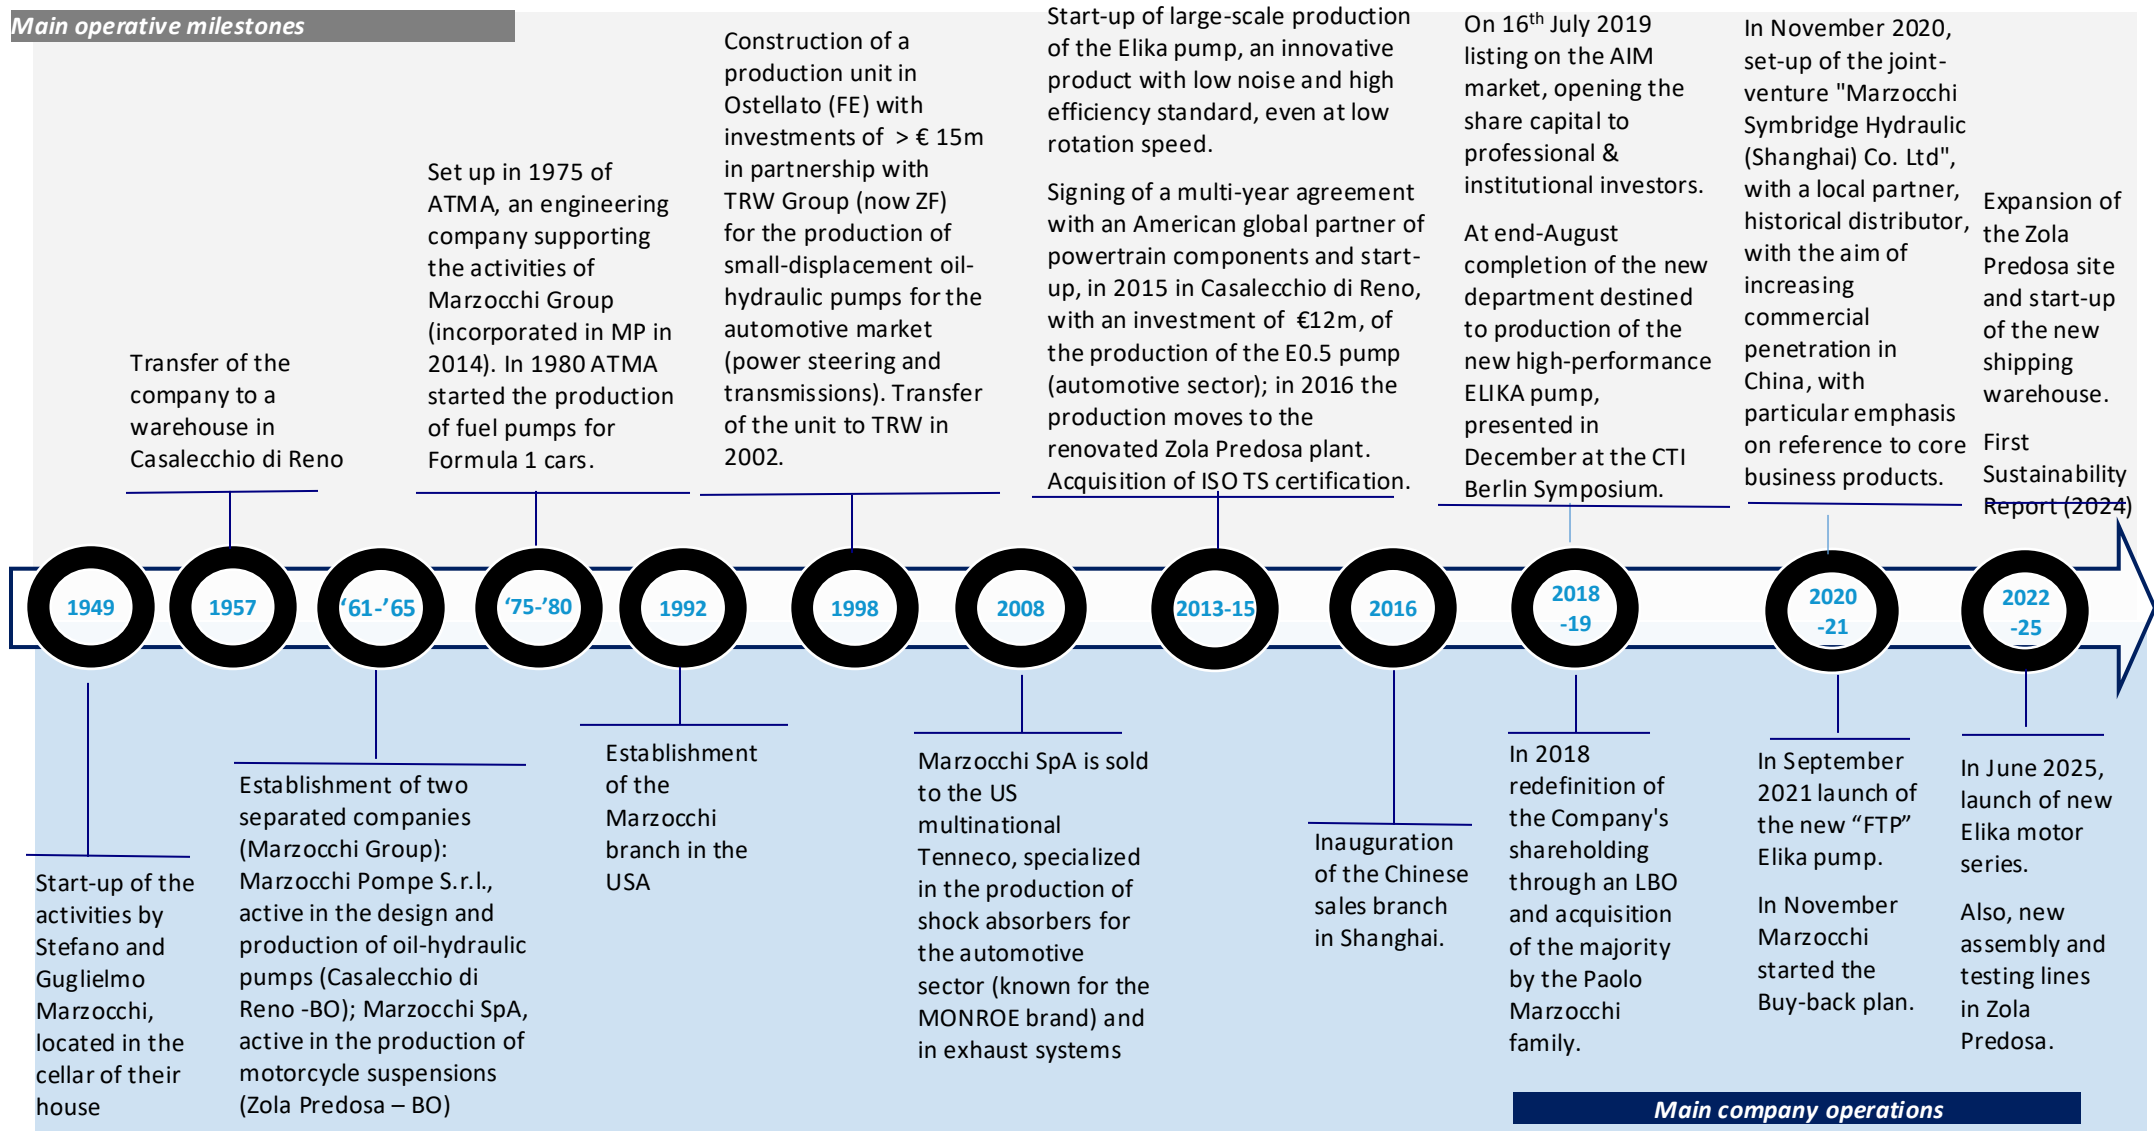 Main operative milestones
Transfer of the
company to a
warehouse in
Casalecchio di Reno
Set up in 1975 of
ATMA, an engineering
company supporting
the activities of
Marzocchi Group
(incorporated in MP in
2014). In 1980 ATMA
started the production
of fuel pumps for
Formula 1 cars.
Construction of a
production unit in
Ostellato (FE) with
investments of > € 15m
in partnership with
TRW Group (now ZF)
for the production of
small-displacement oil-
hydraulic pumps for the
automotive market
(power steering and
transmissions). Transfer
of the unit to TRW in
2002.
Start-up of large-scale production
of the Elika pump, an innovative
product with low noise and high
efficiency standard, even at low
rotation speed.
Signing of a multi-year agreement
with an American global partner of
powertrain components and start-
up, in 2015 in Casalecchio di Reno,
with an investment of €12m, of
the production of the E0.5 pump
(automotive sector); in 2016 the
production moves to the
renovated Zola Predosa plant.
Acquisition of ISO TS certification.
On 16th July 2019
listing on the AIM
market, opening the
share capital to
professional &
institutional investors.
At end-August
completion of the new
department destined
to production of the
new high-performance
ELIKA pump,
presented in
December at the CTI
Berlin Symposium.
In November 2020,
set-up of the joint-
venture "Marzocchi
Symbridge Hydraulic
(Shanghai) Co. Ltd",
with a local partner,
historical distributor,
with the aim of
increasing
commercial
penetration in
China, with
particular emphasis
on reference to core
business products.
Expansion of
the Zola
Predosa site
and start-up
of the new
shipping
warehouse.
First
Sustainability
Report (2024)
1949
1957
‘61-’65
‘75-’80
1992
1998
2008
2013-15
2016
2018
-19
2020
-21
2022
-25
Start-up of the
activities by
Stefano and
Guglielmo
Marzocchi,
located in the
cellar of their
house
Establishment of two
separated companies
(Marzocchi Group):
Marzocchi Pompe S.r.l.,
active in the design and
production of oil-hydraulic
pumps (Casalecchio di
Reno -BO); Marzocchi SpA,
active in the production of
motorcycle suspensions
(Zola Predosa – BO)
Establishment
of the
Marzocchi
branch in the
USA
Marzocchi SpA is sold
to the US
multinational
Tenneco, specialized
in the production of
shock absorbers for
the automotive
sector (known for the
MONROE brand) and
in exhaust systems
Inauguration
of the Chinese
sales branch
in Shanghai.
In 2018
redefinition of
the Company's
shareholding
through an LBO
and acquisition
of the majority
by the Paolo
Marzocchi
family.
In September
2021 launch of
the new “FTP”
Elika pump.
In November
Marzocchi
started the
Buy-back plan.
In June 2025,
launch of new
Elika motor
series.
Also, new
assembly and
testing lines
in Zola
Predosa.
Main company operations